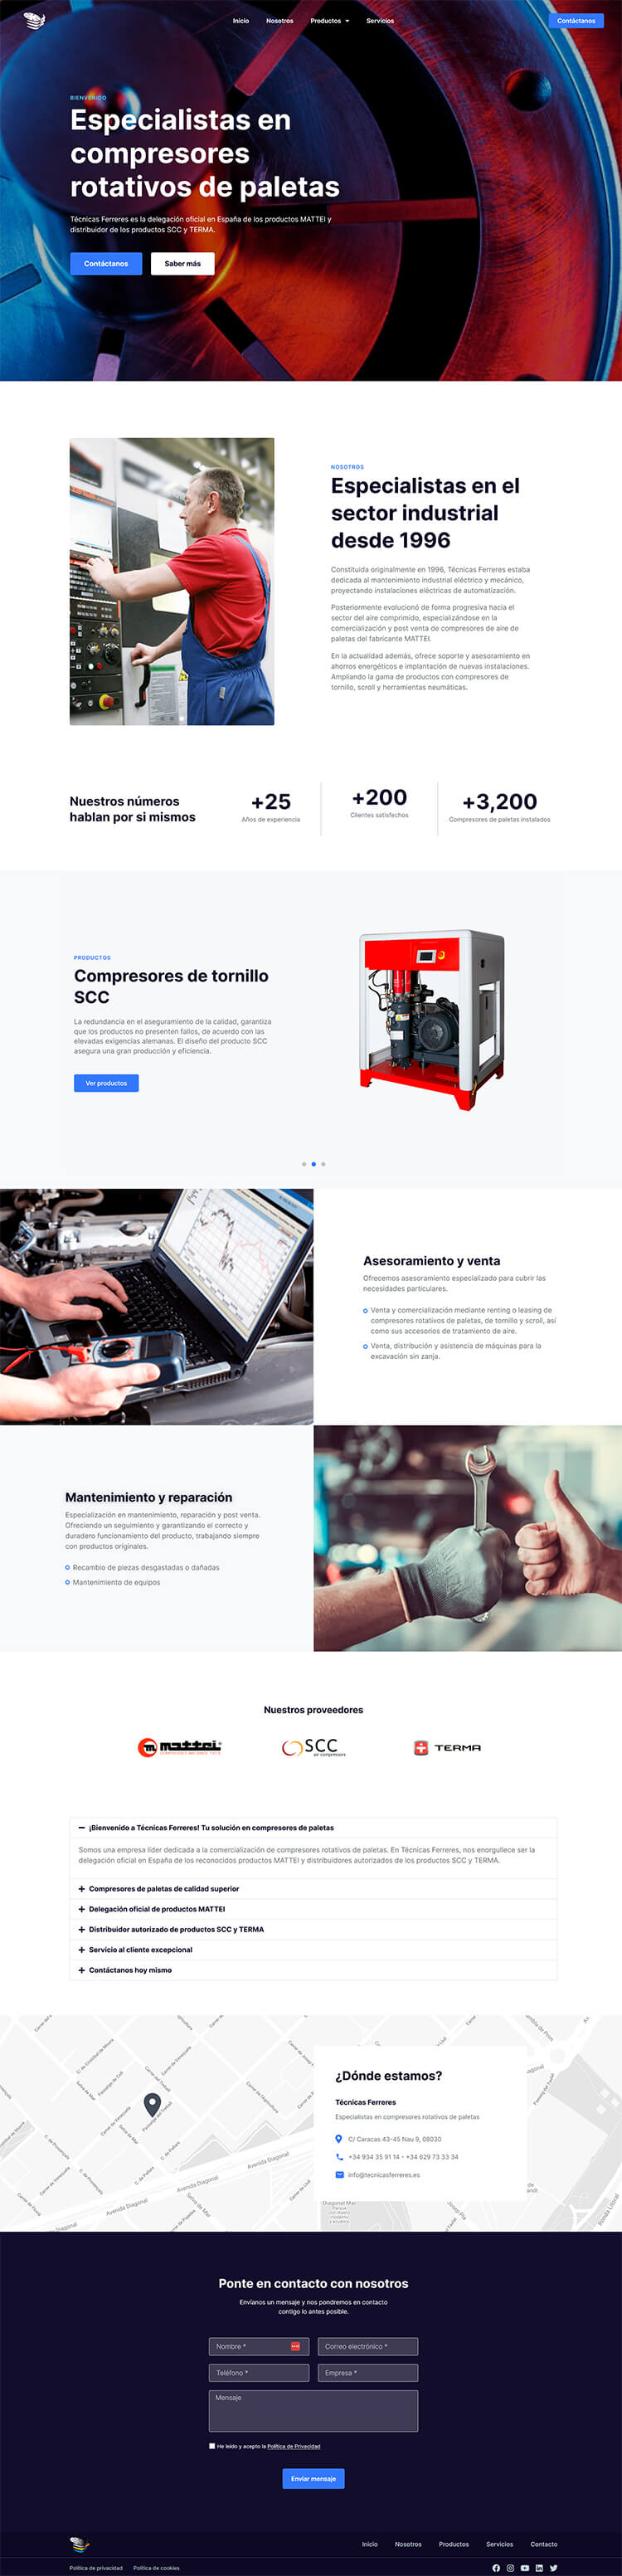 Inicio Nosotros Productos Servicios Contáctanos
BIENVENIDO
Especialistas en
compresores
rotativos de paletas
Técnicas Ferreres es la delegación oficial en España de los productos MATTEI y
distribuidor de los productos SCC y TERMA.
Contáctanos Saber más
NOSOTROS
Especialistas en el
sector industrial
desde 1996
Constituida originalmente en 1996, Técnicas Ferreres estaba
dedicada al mantenimiento industrial eléctrico y mecánico,
proyectando instalaciones eléctricas de automatización.
Posteriormente evolucionó de forma progresiva hacia el
sector del aire comprimido, especializándose en la
comercialización y post venta de compresores de aire de
paletas del fabricante MATTEI.
En la actualidad además, ofrece soporte y asesoramiento en
ahorros energéticos e implantación de nuevas instalaciones.
Ampliando la gama de productos con compresores de
tornillo, scroll y herramientas neumáticas.
Nuestros números
hablan por si mismos
+25
Años de experiencia
+200
Clientes satisfechos
+3,200
Compresores de paletas instalados
PRODUCTOS
Compresores de tornillo
SCC
La redundancia en el aseguramiento de la calidad, garantiza
que los productos no presenten fallos, de acuerdo con las
elevadas exigencias alemanas. El diseño del producto SCC
asegura una gran producción y eficiencia.
Ver productos
Asesoramiento y venta
Ofrecemos asesoramiento especializado para cubrir las
necesidades particulares.
Venta y comercialización mediante renting o leasing de
compresores rotativos de paletas, de tornillo y scroll, así
como sus accesorios de tratamiento de aire.
Venta, distribución y asistencia de máquinas para la
excavación sin zanja.
Mantenimiento y reparación
Especialización en mantenimiento, reparación y post venta.
Ofreciendo un seguimiento y garantizando el correcto y
duradero funcionamiento del producto, trabajando siempre
con productos originales.
Recambio de piezas desgastadas o dañadas
Mantenimiento de equipos
Nuestros proveedores
mattei
SCC
air compressors
TERMA
¡Bienvenido a Técnicas Ferreres! Tu solución en compresores de paletas
Somos una empresa líder dedicada a la comercialización de compresores rotativos de paletas. En Técnicas Ferreres, nos enorgullece ser la
delegación oficial en España de los reconocidos productos MATTEI y distribuidores autorizados de los productos SCC y TERMA.
Compresores de paletas de calidad superior
Delegación oficial de productos MATTEI
Distribuidor autorizado de productos SCC y TERMA
Servicio al cliente excepcional
Contáctanos hoy mismo
Avenida Diagonal
Avenida Diagonal
Avenida Diagonal
Diagonal Mar
¿Dónde estamos?
Técnicas Ferreres
Especialistas en compresores rotativos de paletas
C/ Caracas 43-45 Nau 9, 08030
+34 934 35 91 14 - +34 629 73 33 34
info@tecnicasferreres.es
Ponte en contacto con nosotros
Envíanos un mensaje y nos pondremos en contacto
contigo lo antes posible.
Nombre * Correo electrónico *
Teléfono * Empresa *
Mensaje
He leído y acepto la Política de Privacidad
Enviar mensaje
Inicio Nosotros Productos Servicios Contacto
Política de privacidad Política de cookies